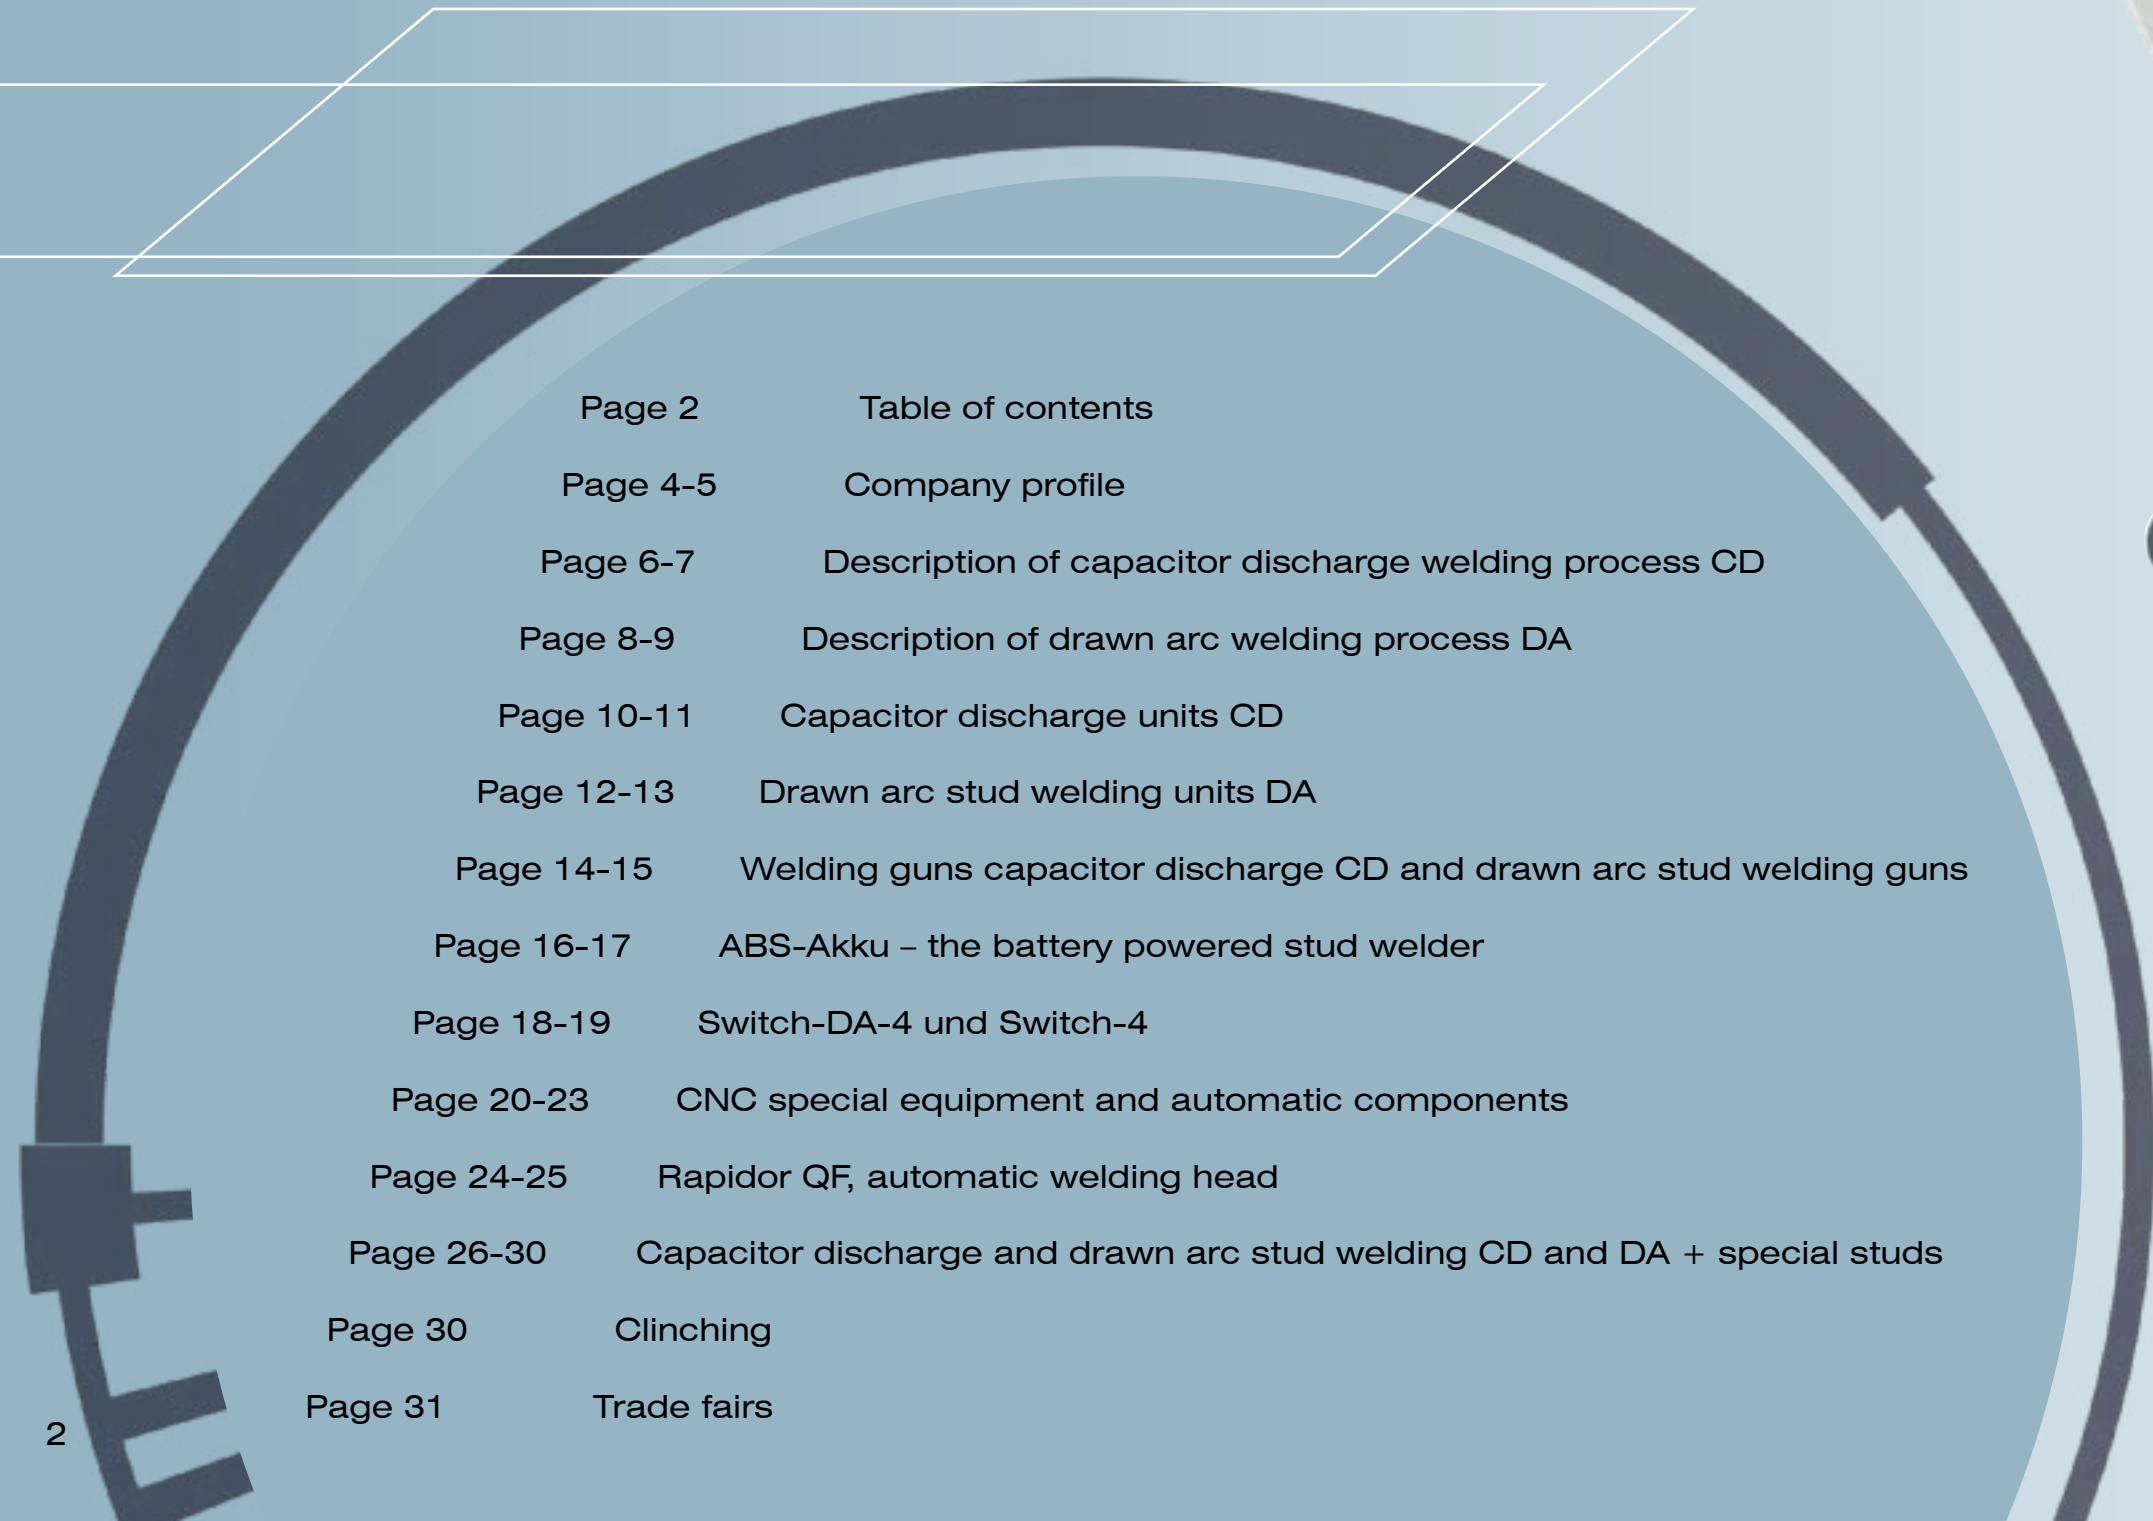 Page 2 Table of contents
Page 4-5 Company profile
Page 6-7 Description of capacitor discharge welding process CD
Page 8-9 Description of drawn arc welding process DA
Page 10-11 Capacitor discharge units CD
Page 12-13 Drawn arc stud welding units DA
Page 14-15 Welding guns capacitor discharge CD and drawn arc stud welding guns
Page 16-17 ABS-Akku – the battery powered stud welder
Page 18-19 Switch-DA-4 und Switch-4
Page 20-23 CNC special equipment and automatic components
Page 24-25 Rapidor QF, automatic welding head
Page 26-30 Capacitor discharge and drawn arc stud welding CD and DA + special studs
Page 30 Clinching
Page 31 Trade fairs
2